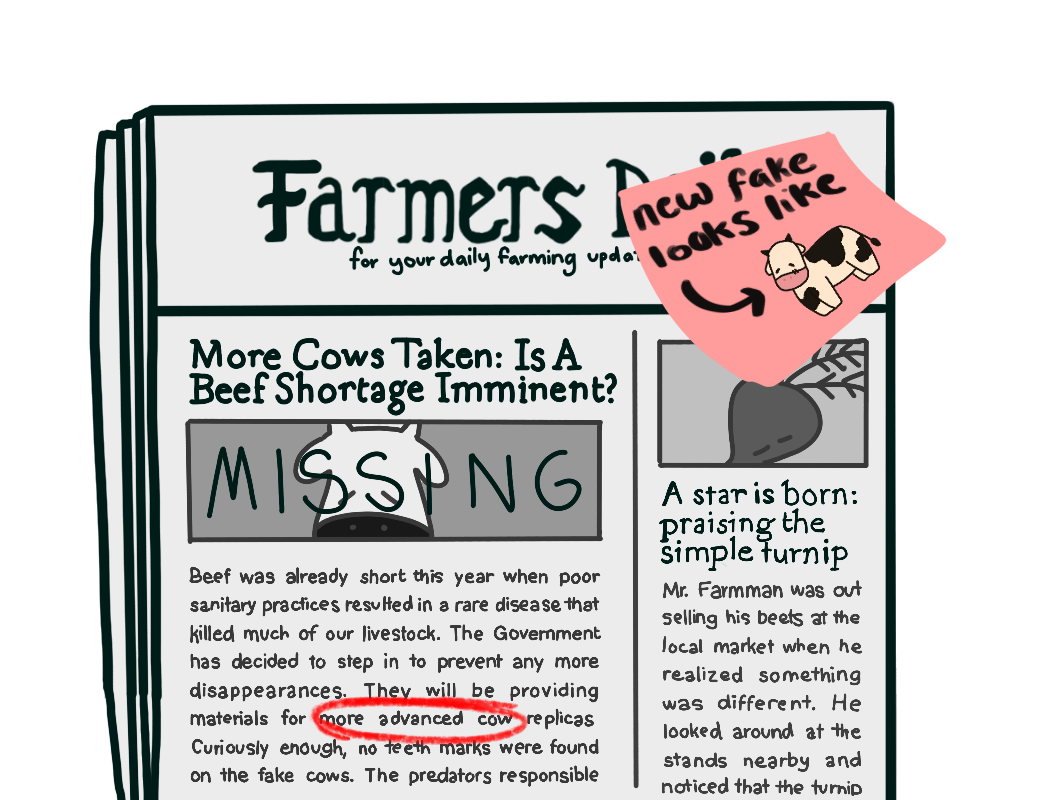 Farmers
for your daily farming
new fake
looks like
More Cows Taken: Is A
Beef Shortage Imminent?
MISSING
Beef was already short this year when poor
sanitary practices resulted in a rare disease that
killed much of our livestock. The Government
has decided to step in to prevent any more
disappearances. They will be providing
materials for more advanced cow replicas
Curiously enough, no teeth marks were found
on the fake cows. The predators responsible
A star is born:
praising the
simple turnip
Mr. Farmman was out
selling his beets at the
local market when he
realized something
was different. He
looked around at the
stands nearby and
noticed that the turnip